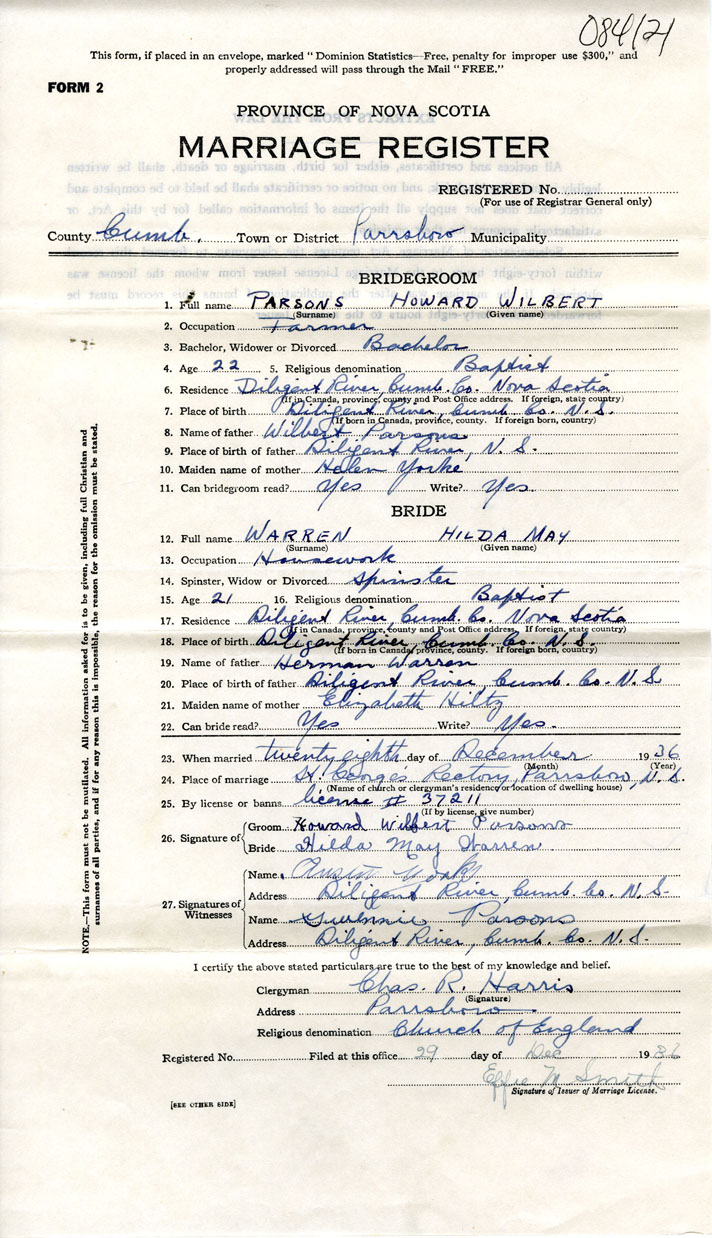 084121
This form, if placed in an envelope, marked "Dominion Statistics—Free, penalty for improper use $300," and
properly addressed will pass through the Mail "FREE."
FORM 2
PROVINCE OF NOVA SCOTIA
MARRIAGE REGISTER
REGISTERED No.
(For use of Registrar General only)
County Cumb. Town or District Parrsboro Municipality
BRIDEGROOM
1. Full name PARSONS HOWARD WILBERT
(Surname) (Given name)
2. Occupation Farmer
3. Bachelor, Widower or Divorced Bachelor
4. Age 22 5. Religious denomination Baptist
6. Residence Diligent River, Cumb. Co. Nova Scotia
(If in Canada, province, county and Post Office address. If foreign, state country)
7. Place of birth Diligent River, Cumb. Co. N. S.
(If born in Canada, province, county. If foreign born, country)
8. Name of father Wilbert Parsons
9. Place of birth of father Diligent River, N. S.
10. Maiden name of mother Helen Yorke
11. Can bridegroom read? Yes Write? Yes.
BRIDE
12. Full name WARREN HILDA MAY
(Surname) (Given name)
13. Occupation Housework
14. Spinster, Widow or Divorced Spinster
15. Age 21 16. Religious denomination Baptist
17. Residence Diligent River, Cumb. Co. Nova Scotia
(If in Canada, province, county and Post Office address. If foreign, state country)
18. Place of birth Diligent River, Cumb. Co. N. S.
(If born in Canada, province, county. If foreign born, country)
19. Name of father Herman Warren
20. Place of birth of father Diligent River, Cumb. Co. N. S.
21. Maiden name of mother Elizabeth Hiltz
22. Can bride read? Yes Write? Yes.
23. When married twenty eighth day of December 1936
(Month) (Year)
24. Place of marriage St. George's Rectory, Parrsboro, N. S.
(Name of church or clergyman's residence, or location of dwelling house)
25. By license or banns license # 37211
(If by license, give number)
26. Signature of
Groom Howard Wilbert Parsons
Bride Hilda May Warren
27. Signatures of Witnesses
Name Yorke
Address Diligent River, Cumb. Co. N. S.
Name Parsons
Address Diligent River, Cumb. Co. N. S.
I certify the above stated particulars are true to the best of my knowledge and belief.
Clergyman Chas. R. Harris
(Signature)
Address Parrsboro.
Religious denomination Church of England
Registered No. Filed at this office 29 day of Dec 1936
Effie M Smith
Signature of Issuer of Marriage License.
[SEE OTHER SIDE]
NOTE.—This form must not be mutilated. All information asked for is to be given, including full Christian and
surnames of all parties, and if for any reason this is impossible, the reason for the omission must be stated.